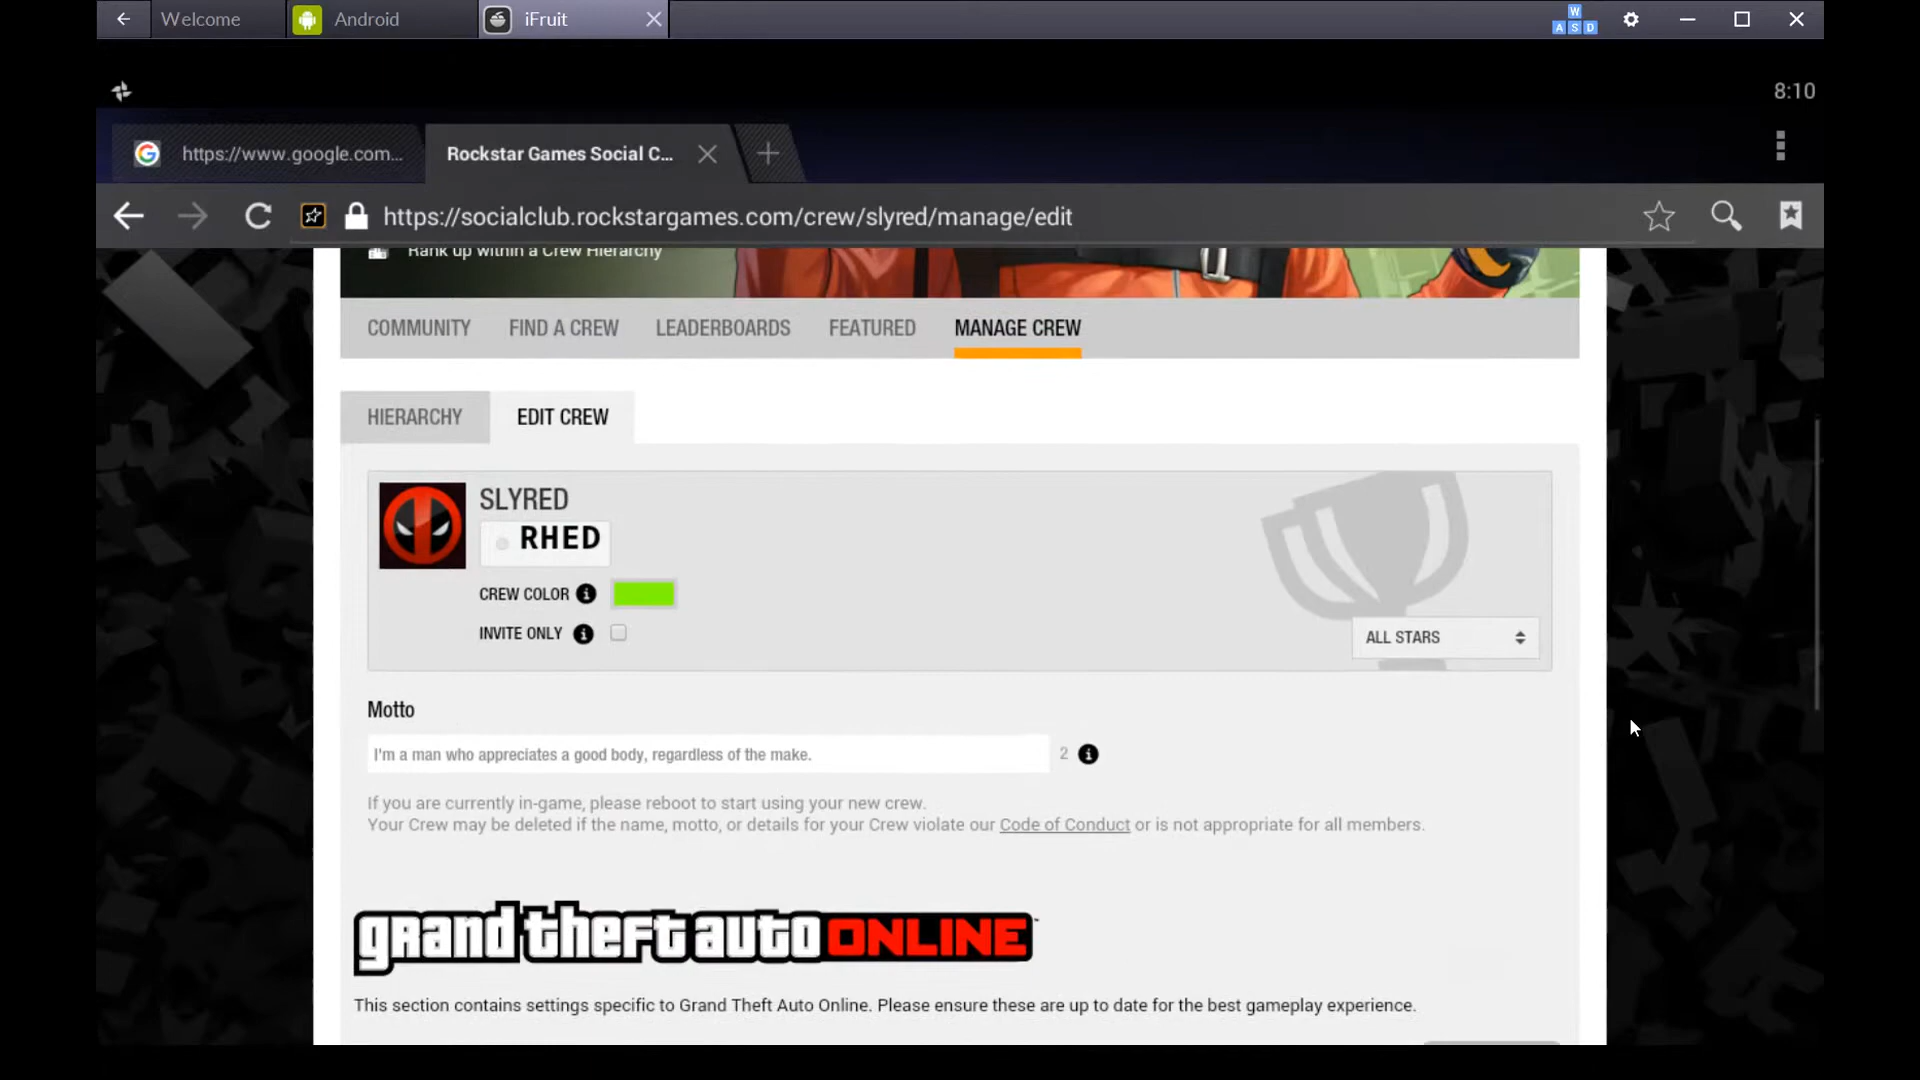 Welcome
Android
iFruit
W
A S D
8:10
https://www.google.com...
Rockstar Games Social C...
https://socialclub.rockstargames.com/crew/slyred/manage/edit
Rank up within a Crew Hierarchy
COMMUNITY FIND A CREW LEADERBOARDS FEATURED MANAGE CREW
HIERARCHY EDIT CREW
SLYRED
RHED
CREW COLOR
INVITE ONLY
ALL STARS
Motto
I'm a man who appreciates a good body, regardless of the make.
2
If you are currently in-game, please reboot to start using your new crew.
Your Crew may be deleted if the name, motto, or details for your Crew violate our Code of Conduct or is not appropriate for all members.
grand theft auto ONLINE
This section contains settings specific to Grand Theft Auto Online. Please ensure these are up to date for the best gameplay experience.